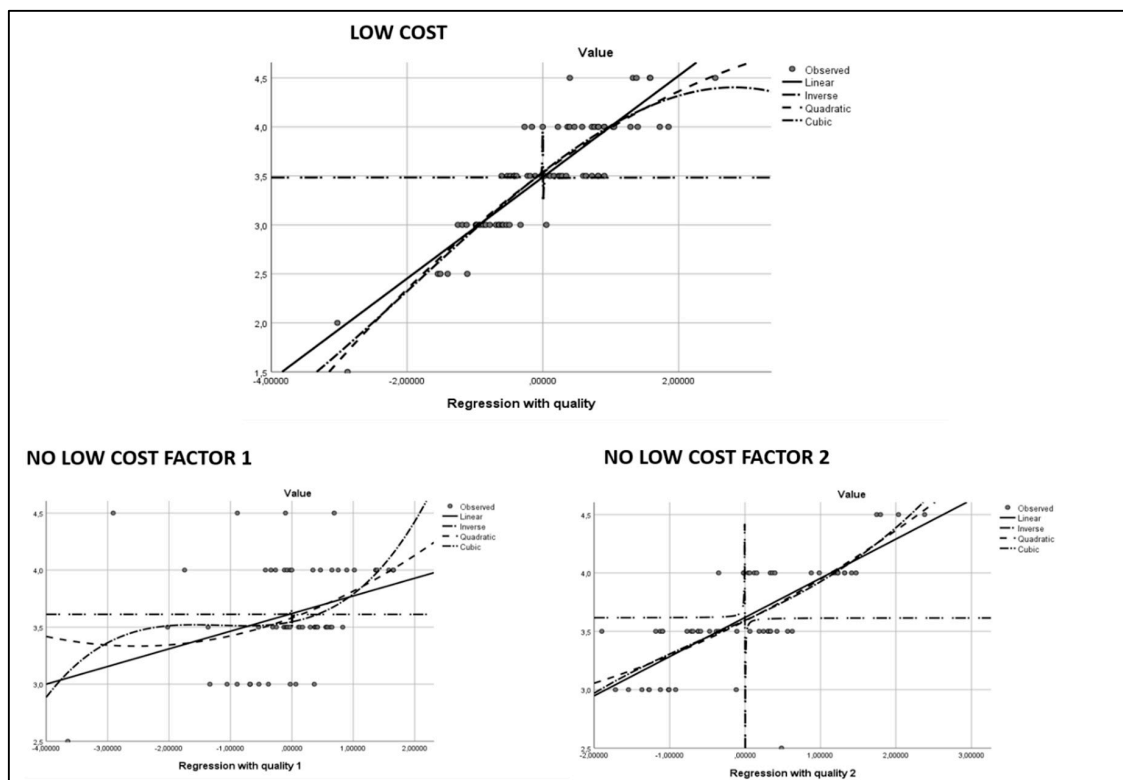 LOW COST
Value
Observed
Linear
Inverse
Quadratic
Cubic
4,5
4,0
3,5
3,0
2,5
2,0
1,5
-4,00000 -2,00000 ,00000 2,00000
Regression with quality
NO LOW COST FACTOR 1
Value
Observed
Linear
Inverse
Quadratic
Cubic
4,5
4,0
3,5
3,0
2,5
-4,00000 -3,00000 -2,00000 -1,00000 ,00000 1,00000 2,00000
Regression with quality 1
NO LOW COST FACTOR 2
Value
Observed
Linear
Inverse
Quadratic
Cubic
4,5
4,0
3,5
3,0
2,5
-2,00000 -1,00000 ,00000 1,00000 2,00000 3,00000
Regression with quality 2